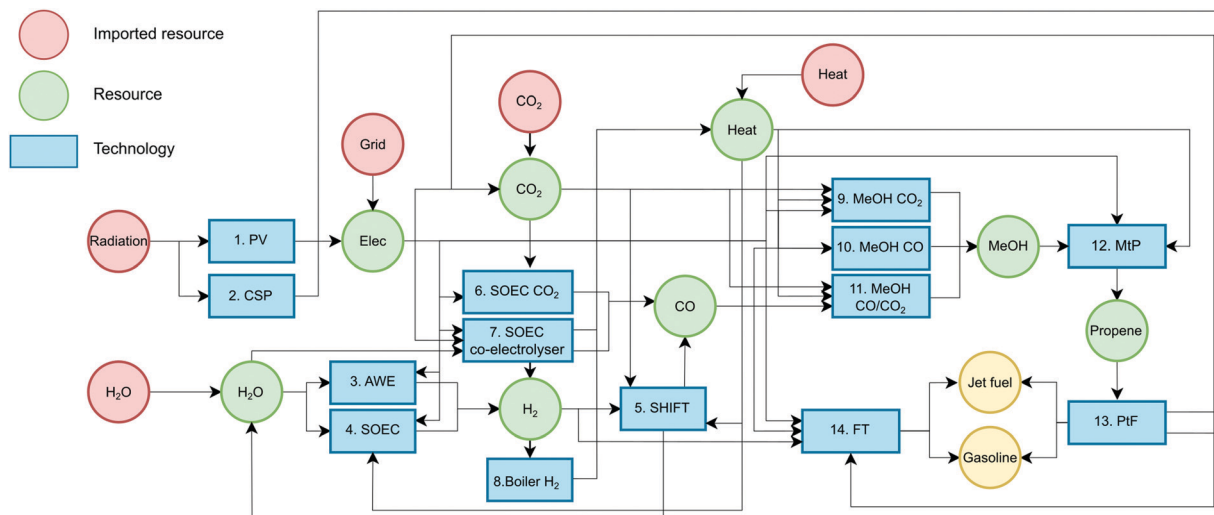 Imported resource
Resource
Technology
Heat
CO₂
Heat
Grid
CO₂
9. MeOH CO₂
Radiation
1. PV
Elec
10. MeOH CO
MeOH
12. MtP
2. CSP
6. SOEC CO₂
CO
11. MeOH
CO/CO₂
7. SOEC
co-electrolyser
Propene
H₂O
H₂O
3. AWE
Jet fuel
H₂
5. SHIFT
4. SOEC
14. FT
13. PtF
Gasoline
8.Boiler H₂